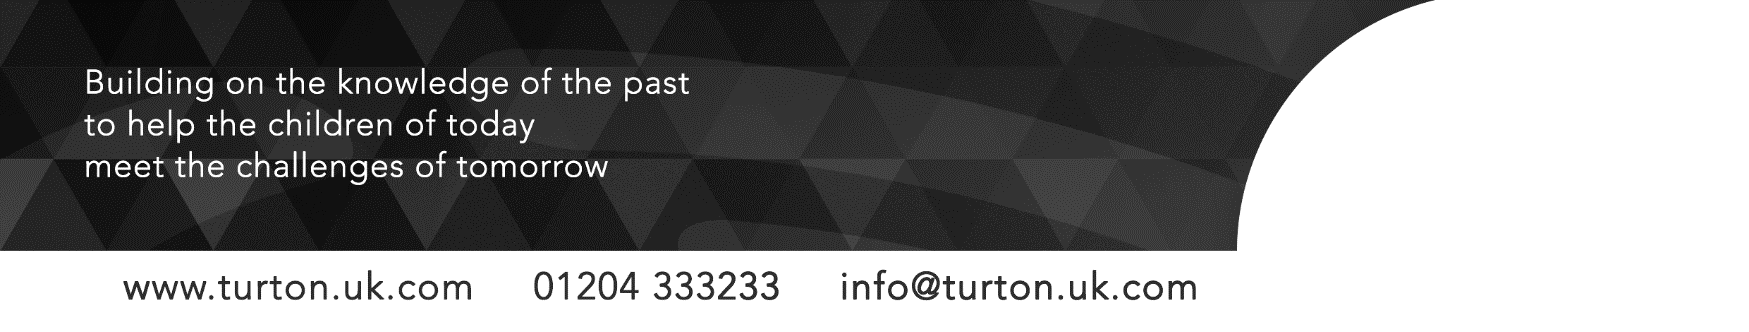 Building on the knowledge of the past
to help the children of today
meet the challenges of tomorrow
www.turton.uk.com 01204 333233 info@turton.uk.com